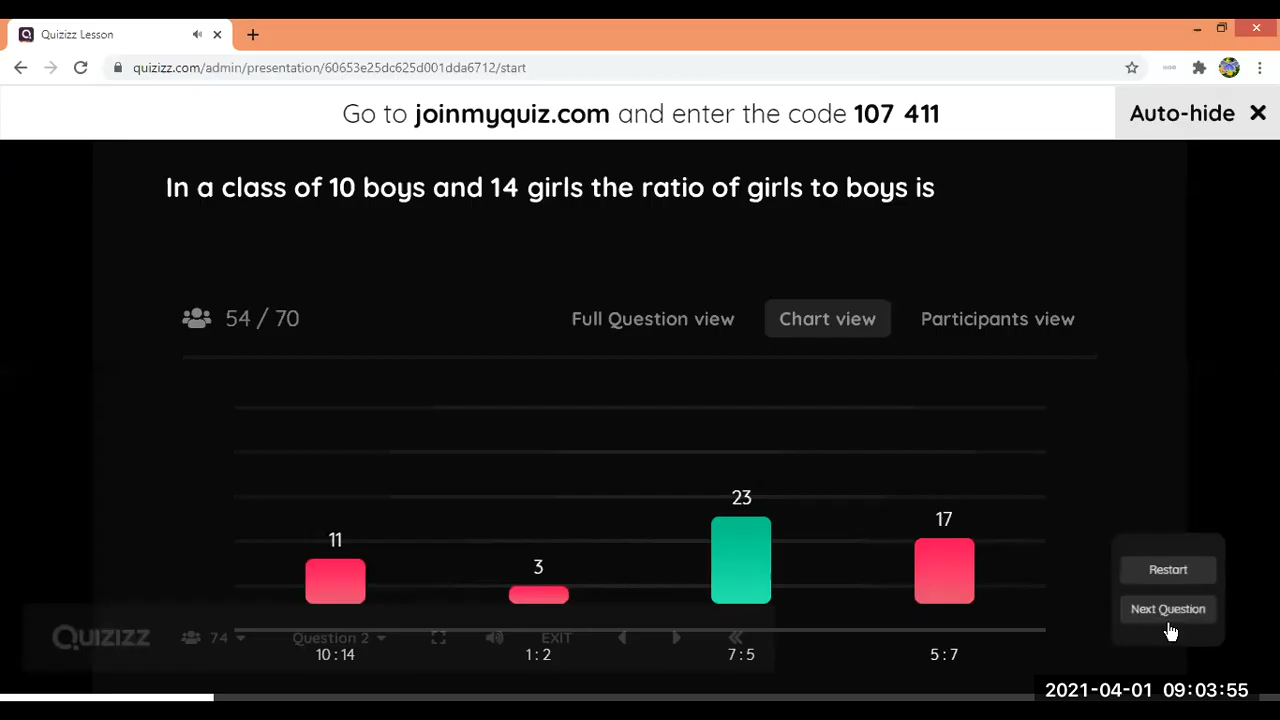 Quizizz Lesson
quizizz.com/admin/presentation/60653e25dc625d001dda6712/start
Go to joinmyquiz.com and enter the code 107 411
Auto-hide
In a class of 10 boys and 14 girls the ratio of girls to boys is
54 / 70
Full Question view
Chart view
Participants view
11
3
23
17
Restart
Next Question
QUIZIZZ
74
Question 2
EXIT
10 : 14
1 : 2
7 : 5
5 : 7
2021-04-01 09:03:55